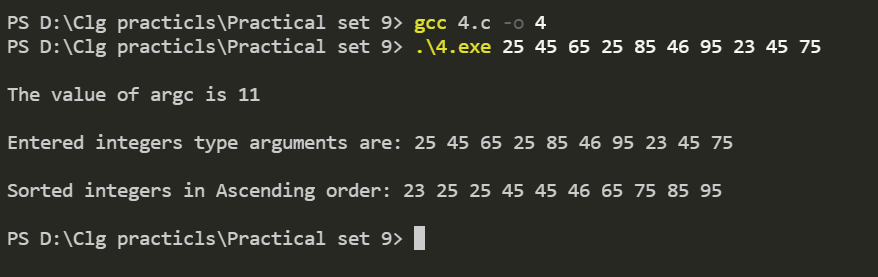 PS D:\Clg practicls\Practical set 9> gcc 4.c -o 4
PS D:\Clg practicls\Practical set 9> .\4.exe 25 45 65 25 85 46 95 23 45 75
The value of argc is 11
Entered integers type arguments are: 25 45 65 25 85 46 95 23 45 75
Sorted integers in Ascending order: 23 25 25 45 45 46 65 75 85 95
PS D:\Clg practicls\Practical set 9>